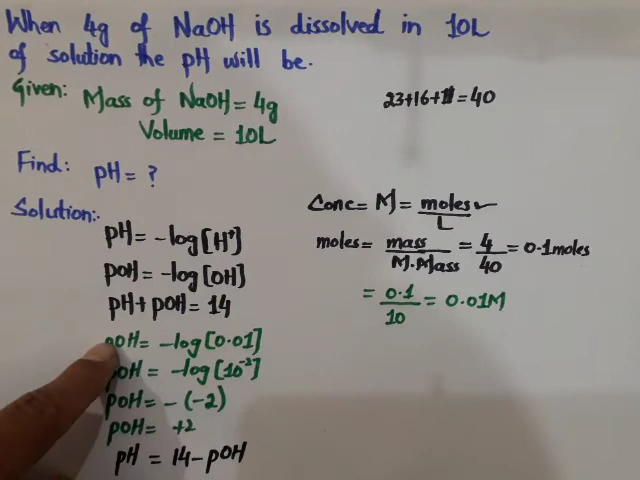 When 4g of NaOH is dissolved in 10L
of solution the pH will be.
Given: Mass of NaOH = 4g
Volume = 10L
23+16+1 = 40
Find: pH = ?
Solution:-
pH = -log[H⁺]
pOH = -log[OH]
pH + pOH = 14
pOH = -log[0.01]
pOH = -log[10⁻²]
pOH = -(-2)
pOH = +2
pH = 14 - pOH
Conc = M = moles/L
moles = mass/M.Mass = 4/40 = 0.1moles
= 0.1/10 = 0.01M